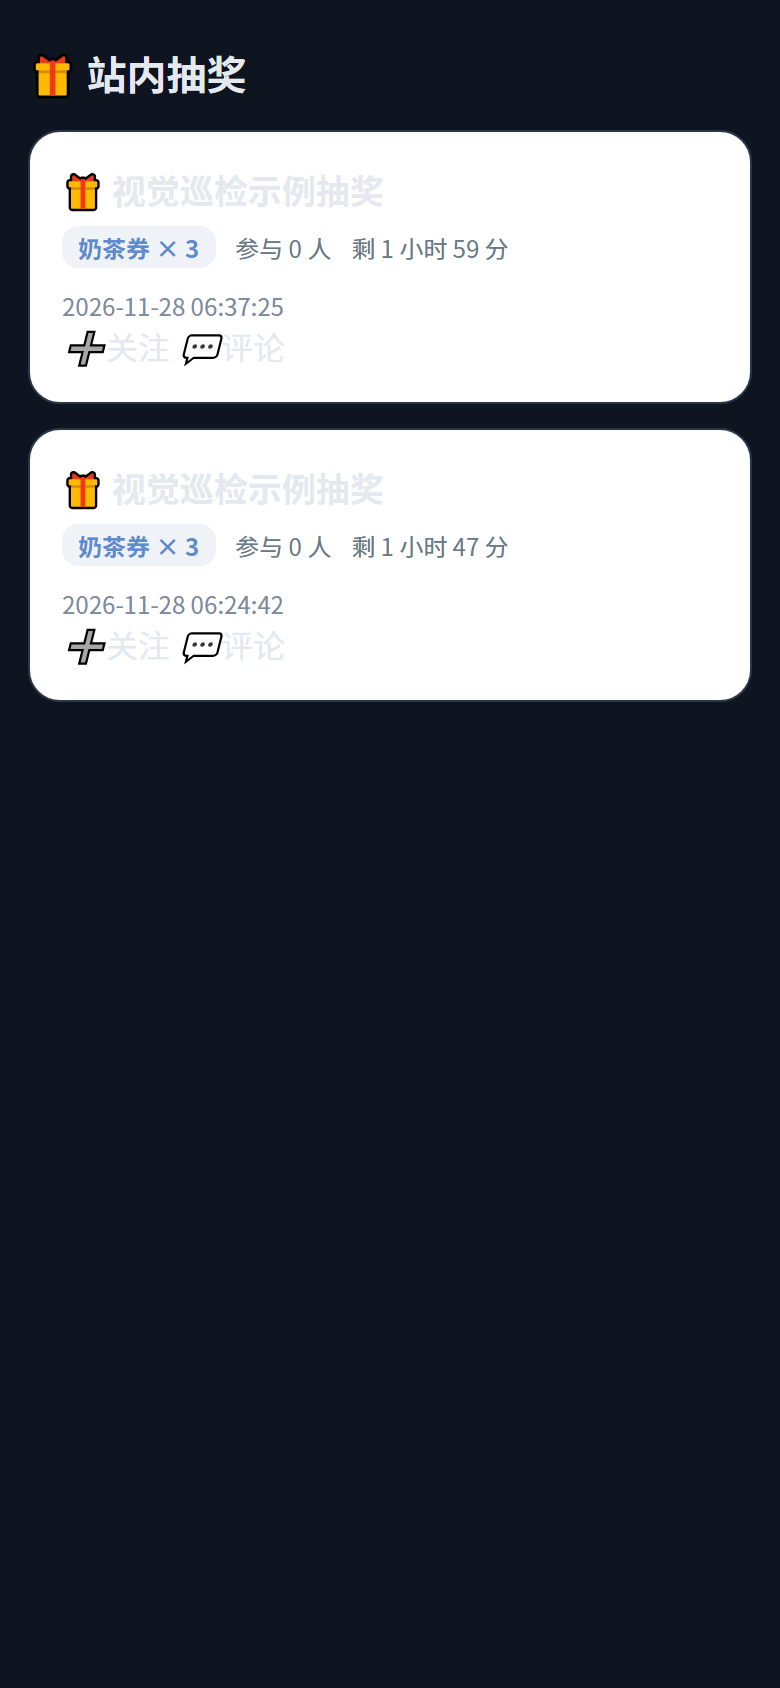 🎁 站内抽奖
🎁 视觉巡检示例抽奖
奶茶券 × 3 参与 0 人 剩 1 小时 59 分
2026-11-28 06:37:25
➕关注 💬评论
🎁 视觉巡检示例抽奖
奶茶券 × 3 参与 0 人 剩 1 小时 47 分
2026-11-28 06:24:42
➕关注 💬评论